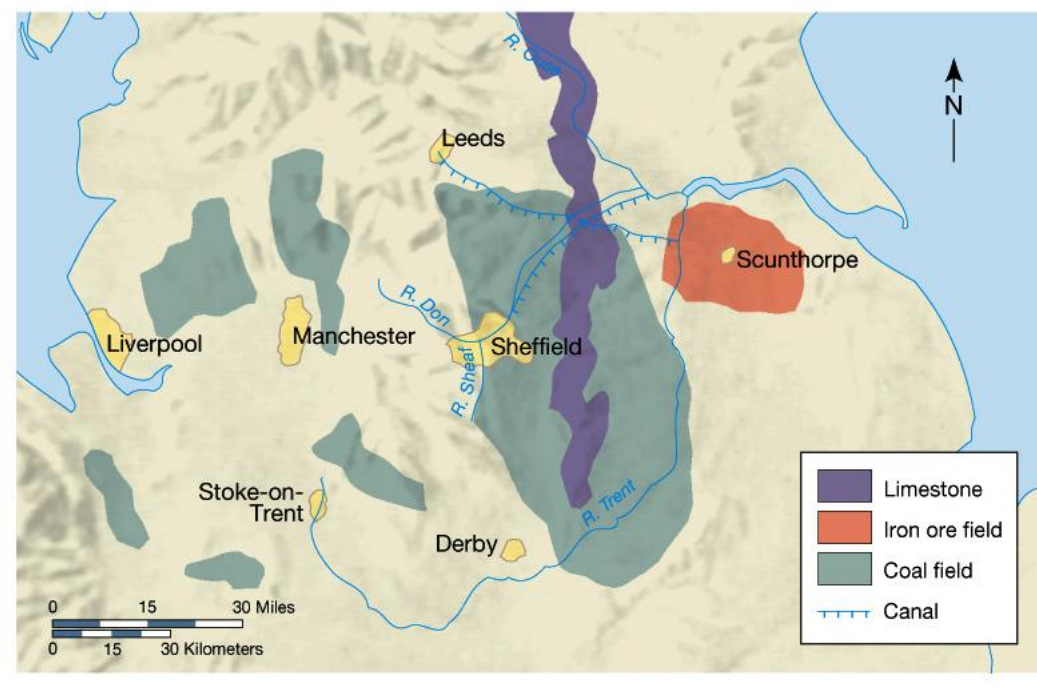 R. Ouse
N
Leeds
Scunthorpe
R. Don
Liverpool
Manchester
Sheffield
R. Sheaf
Stoke-on-
Trent
R. Trent
Derby
Limestone
Iron ore field
Coal field
Canal
0 15 30 Miles
0 15 30 Kilometers